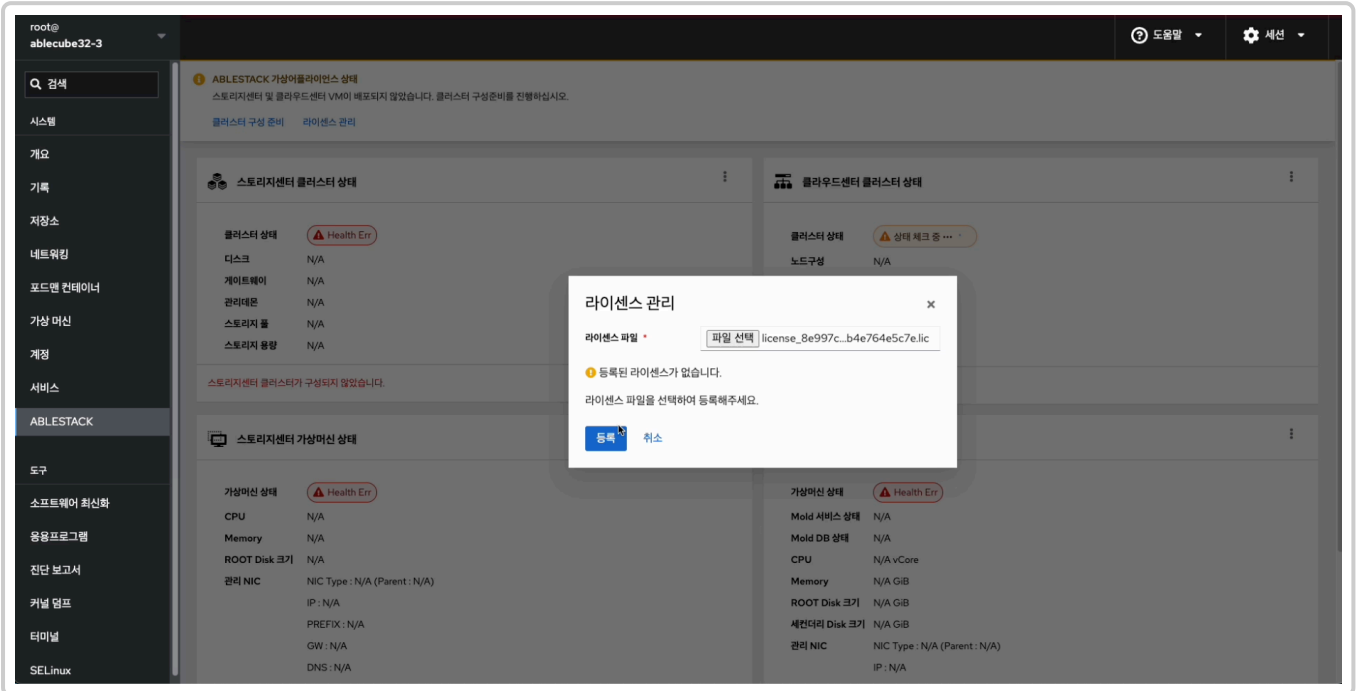 root@
ablecube32-3
도움말
세션
검색
시스템
개요
기록
저장소
네트워킹
포드맨 컨테이너
가상 머신
계정
서비스
ABLESTACK
도구
소프트웨어 최신화
응용프로그램
진단 보고서
커널 덤프
터미널
SELinux
ABLESTACK 가상어플라이언스 상태
스토리지센터 및 클라우드센터 VM이 배포되지 않았습니다. 클러스터 구성준비를 진행하십시오.
클러스터 구성 준비 라이센스 관리
스토리지센터 클러스터 상태
클러스터 상태 Health Err
디스크 N/A
게이트웨이 N/A
관리데몬 N/A
스토리지 풀 N/A
스토리지 용량 N/A
스토리지센터 클러스터가 구성되지 않았습니다.
클라우드센터 클러스터 상태
클러스터 상태 상태 체크 중 •••
노드구성 N/A
라이센스 관리
라이센스 파일 * 파일 선택 license_8e997c...b4e764e5c7e.lic
등록된 라이센스가 없습니다.
라이센스 파일을 선택하여 등록해주세요.
등록 취소
스토리지센터 가상머신 상태
가상머신 상태 Health Err
CPU N/A
Memory N/A
ROOT Disk 크기 N/A
관리 NIC NIC Type : N/A (Parent : N/A)
IP : N/A
PREFIX : N/A
GW : N/A
DNS : N/A
가상머신 상태 Health Err
Mold 서비스 상태 N/A
Mold DB 상태 N/A
CPU N/A vCore
Memory N/A GiB
ROOT Disk 크기 N/A GiB
세컨더리 Disk 크기 N/A GiB
관리 NIC NIC Type : N/A (Parent : N/A)
IP : N/A